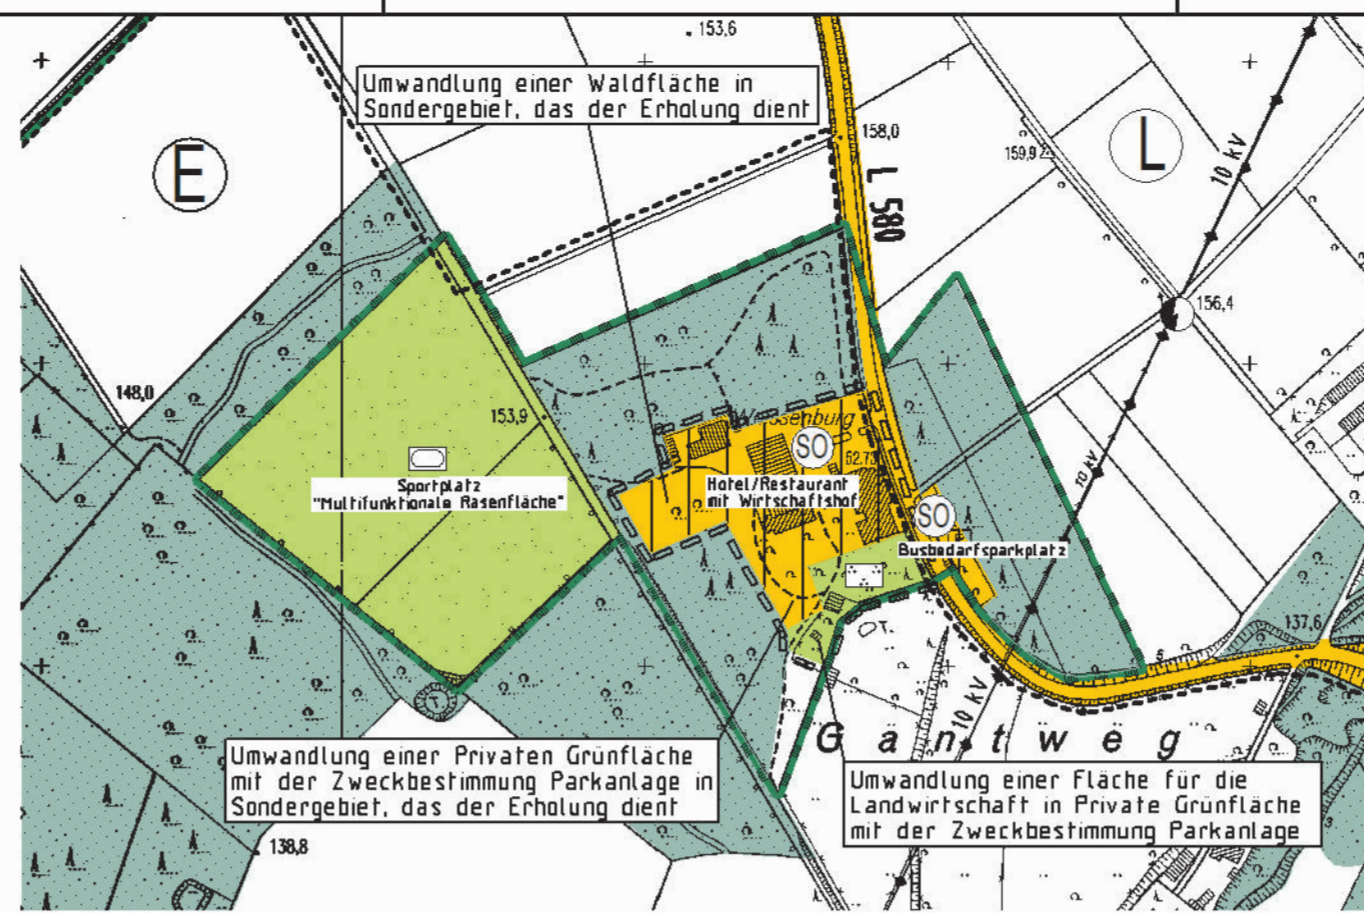 153,6
Umwandlung einer Waldfläche in
Sondergebiet, das der Erholung dient
158,0
E
L
159,9
10 kV
L 580
156,4
148,0
153,9
SO
62.73
Sportplatz
"Multifunktionale Rasenfläche"
Hotel/Restaurant
mit Wirtschaftshof
10 kV
SO
Busbedarfsparkplatz
137,6
T.
10 kV
Gantweg
Umwandlung einer Privaten Grünfläche
mit der Zweckbestimmung Parkanlage in
Sondergebiet, das der Erholung dient
Umwandlung einer Fläche für die
Landwirtschaft in Private Grünfläche
mit der Zweckbestimmung Parkanlage
138,8